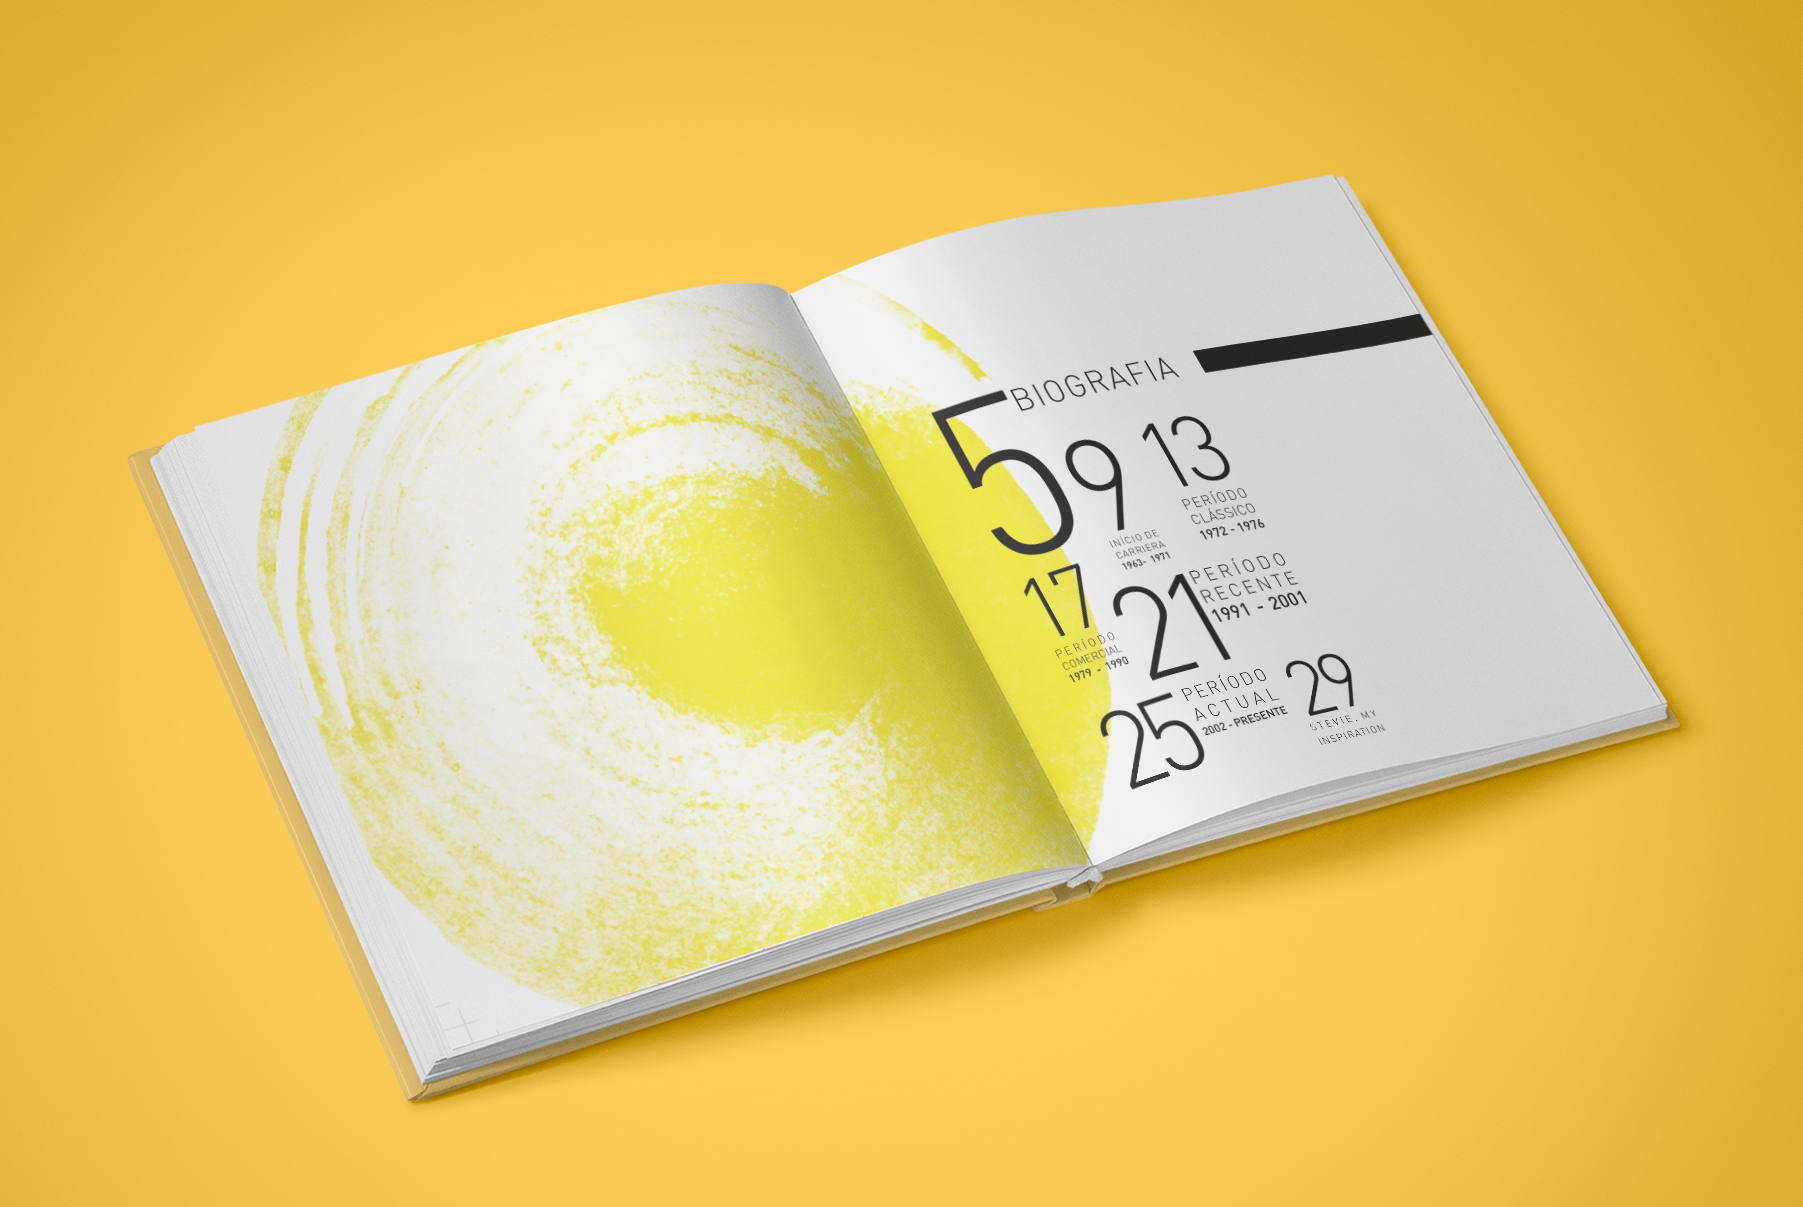 5 BIOGRAFIA
9
INÍCIO DE
CARRIERA
1963- 1971
13
PERÍODO
CLÁSSICO
1972 - 1976
17
PERÍODO
COMERCIAL
1979 - 1990
21
PERÍODO
RECENTE
1991 - 2001
25
PERÍODO
ACTUAL
2002 - PRESENTE
29
STEVIE, MY
INSPIRATION